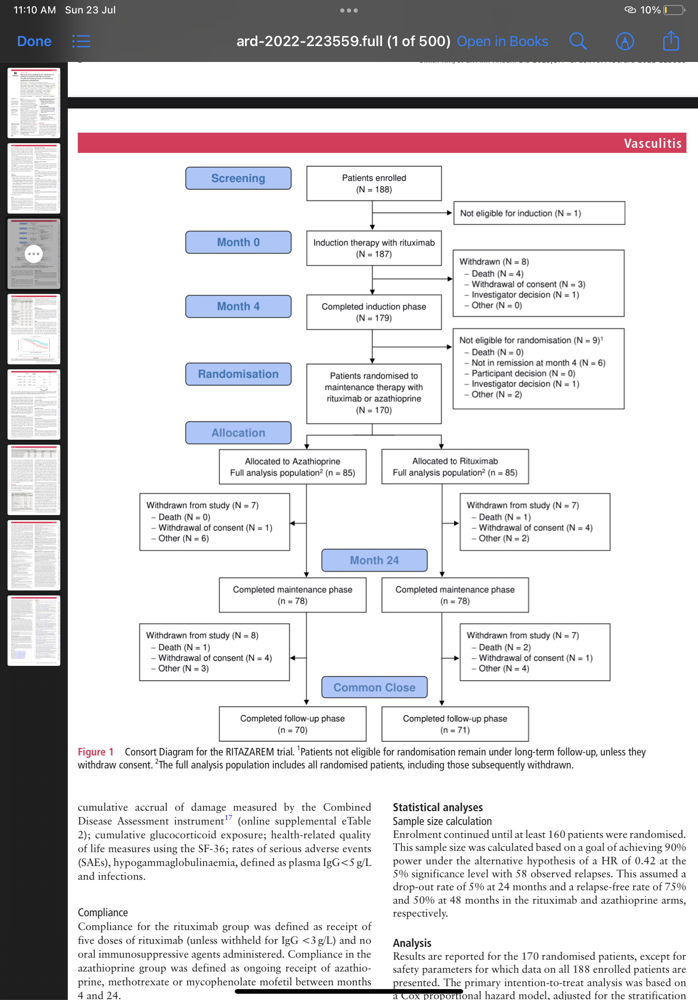 11:10 AM Sun 23 Jul
10%
Done
ard-2022-223559.full (1 of 500)
Open in Books
Vasculitis
Screening
Patients enrolled
(N = 188)
Not eligible for induction (N = 1)
Month 0
Induction therapy with rituximab
(N = 187)
Withdrawn (N = 8)
– Death (N = 4)
– Withdrawal of consent (N = 3)
– Investigator decision (N = 1)
– Other (N = 0)
Month 4
Completed induction phase
(N = 179)
Not eligible for randomisation (N = 9)¹
– Death (N = 0)
– Not in remission at month 4 (N = 6)
– Participant decision (N = 0)
– Investigator decision (N = 1)
– Other (N = 2)
Randomisation
Patients randomised to
maintenance therapy with
rituximab or azathioprine
(N = 170)
Allocation
Allocated to Azathioprine
Full analysis population² (n = 85)
Allocated to Rituximab
Full analysis population² (n = 85)
Withdrawn from study (N = 7)
– Death (N = 0)
– Withdrawal of consent (N = 1)
– Other (N = 6)
Withdrawn from study (N = 7)
– Death (N = 1)
– Withdrawal of consent (N = 4)
– Other (N = 2)
Month 24
Completed maintenance phase
(n = 78)
Completed maintenance phase
(n = 78)
Withdrawn from study (N = 8)
– Death (N = 1)
– Withdrawal of consent (N = 4)
– Other (N = 3)
Withdrawn from study (N = 7)
– Death (N = 2)
– Withdrawal of consent (N = 1)
– Other (N = 4)
Common Close
Completed follow-up phase
(n = 70)
Completed follow-up phase
(n = 71)
Figure 1 Consort Diagram for the RITAZAREM trial. ¹Patients not eligible for randomisation remain under long-term follow-up, unless they
withdraw consent. ²The full analysis population includes all randomised patients, including those subsequently withdrawn.
cumulative accrual of damage measured by the Combined
Disease Assessment instrument¹⁷ (online supplemental eTable
2); cumulative glucocorticoid exposure; health-related quality
of life measures using the SF-36; rates of serious adverse events
(SAEs), hypogammaglobulinaemia, defined as plasma IgG<5 g/L
and infections.
Compliance
Compliance for the rituximab group was defined as receipt of
five doses of rituximab (unless withheld for IgG <3 g/L) and no
oral immunosuppressive agents administered. Compliance in the
azathioprine group was defined as ongoing receipt of azathio-
prine, methotrexate or mycophenolate mofetil between months
4 and 24.
Statistical analyses
Sample size calculation
Enrolment continued until at least 160 patients were randomised.
This sample size was calculated based on a goal of achieving 90%
power under the alternative hypothesis of a HR of 0.42 at the
5% significance level with 58 observed relapses. This assumed a
drop-out rate of 5% at 24 months and a relapse-free rate of 75%
and 50% at 48 months in the rituximab and azathioprine arms,
respectively.
Analysis
Results are reported for the 170 randomised patients, except for
safety parameters for which data on all 188 enrolled patients are
presented. The primary intention-to-treat analysis was based on
a Cox proportional hazard model, adjusted for the stratification